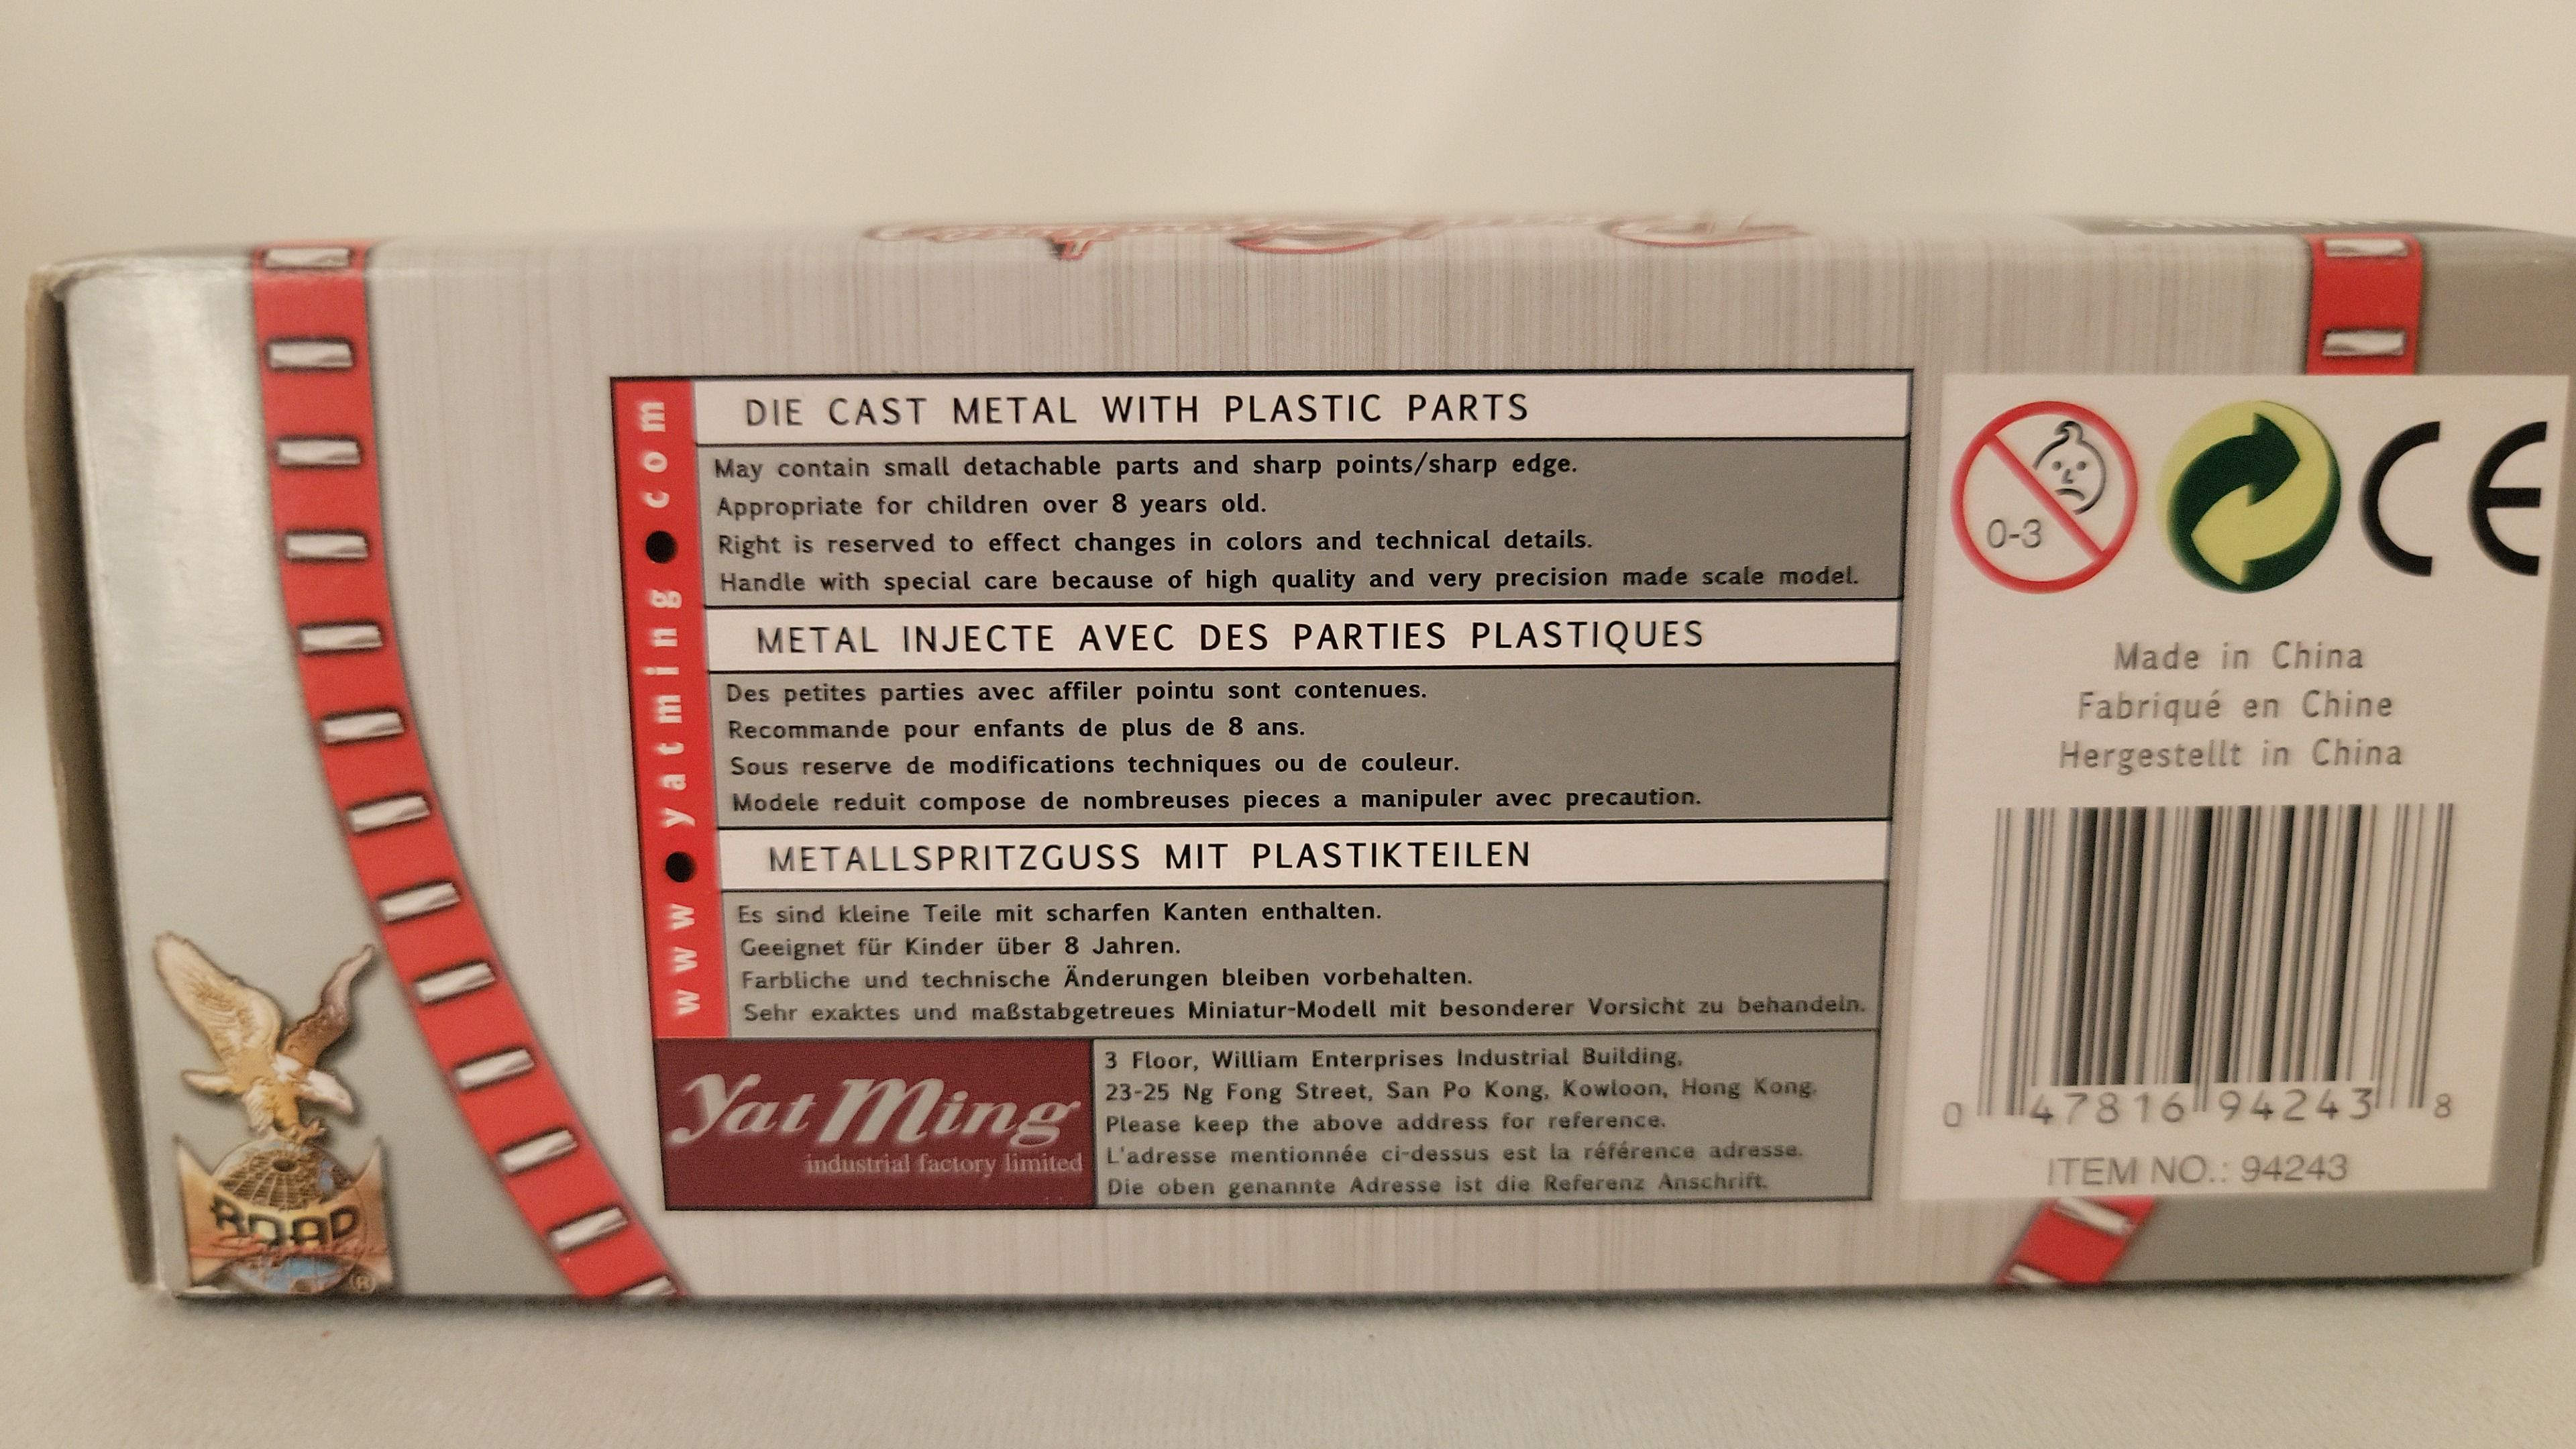 www●yatming●com
DIE CAST METAL WITH PLASTIC PARTS
May contain small detachable parts and sharp points/sharp edge.
Appropriate for children over 8 years old.
Right is reserved to effect changes in colors and technical details.
Handle with special care because of high quality and very precision made scale model.
METAL INJECTE AVEC DES PARTIES PLASTIQUES
Des petites parties avec affiler pointu sont contenues.
Recommande pour enfants de plus de 8 ans.
Sous reserve de modifications techniques ou de couleur.
Modele reduit compose de nombreuses pieces a manipuler avec precaution.
METALLSPRITZGUSS MIT PLASTIKTEILEN
Es sind kleine Teile mit scharfen Kanten enthalten.
Geeignet für Kinder über 8 Jahren.
Farbliche und technische Änderungen bleiben vorbehalten.
Sehr exaktes und maßstabgetreues Miniatur-Modell mit besonderer Vorsicht zu behandeln.
Yat Ming
industrial factory limited
3 Floor, William Enterprises Industrial Building,
23-25 Ng Fong Street, San Po Kong, Kowloon, Hong Kong.
Please keep the above address for reference.
L'adresse mentionnée ci-dessus est la référence adresse.
Die oben genannte Adresse ist die Referenz Anschrift.
0-3
CE
Made in China
Fabriqué en Chine
Hergestellt in China
0 47816 94243 8
ITEM NO.: 94243
ROAD
®